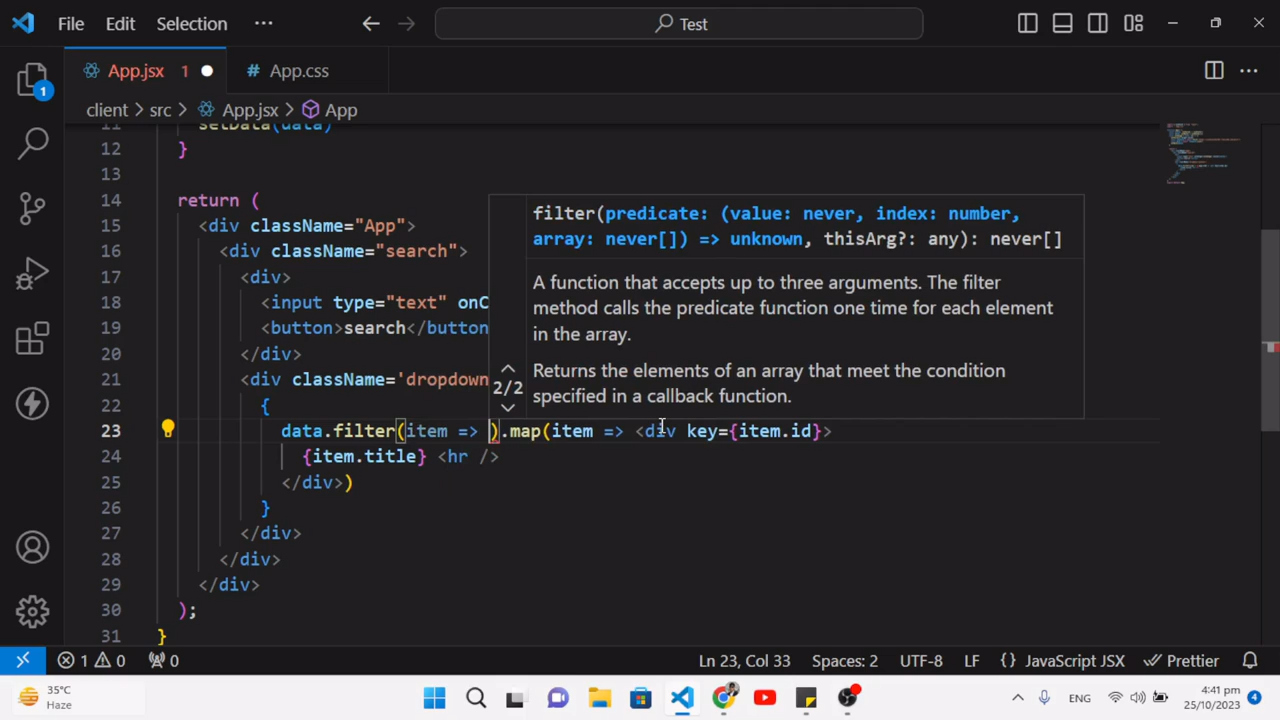 File Edit Selection ··· Test
App.jsx 1 # App.css
client > src > App.jsx > App
11 setData(data)
12 }
13
14 return (
15 <div className="App">
16 <div className="search">
17 <div>
18 <input type="text" onC
19 <button>search</button
20 </div>
21 <div className='dropdown
22 {
23 data.filter(item => ).map(item => <div key={item.id}>
24 {item.title} <hr />
25 </div>)
26 }
27 </div>
28 </div>
29 </div>
30 );
31 }
filter(predicate: (value: never, index: number,
array: never[]) => unknown, thisArg?: any): never[]
A function that accepts up to three arguments. The filter
method calls the predicate function one time for each element
in the array.
2/2
Returns the elements of an array that meet the condition
specified in a callback function.
1
1 0 0 Ln 23, Col 33 Spaces: 2 UTF-8 LF {} JavaScript JSX Prettier
35°C
Haze
ENG
4:41 pm
25/10/2023
4